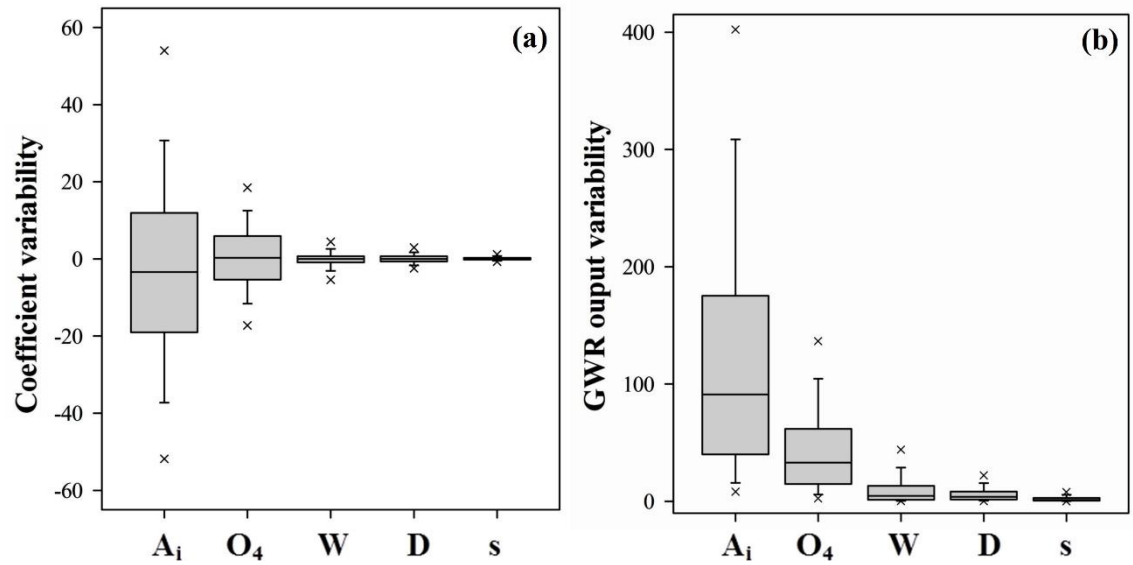 (a)
Coefficient variability
60
40
20
0
-20
-40
-60
Aᵢ O₄ W D s
(b)
GWR ouput variability
400
300
200
100
0
Aᵢ O₄ W D s